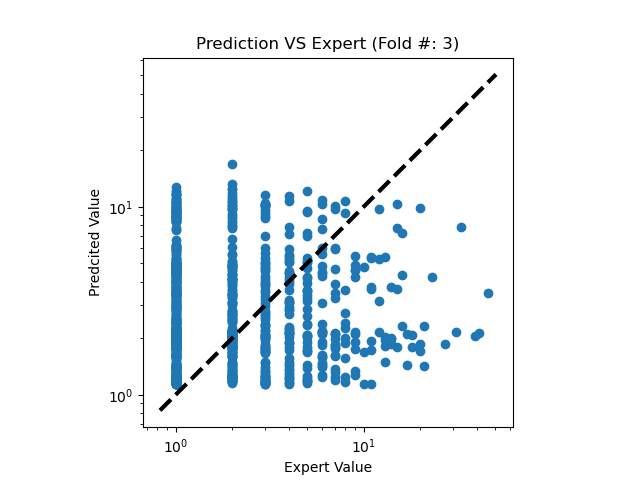 Prediction VS Expert (Fold #: 3)
Predcited Value
10¹
10⁰
10⁰ 10¹
Expert Value